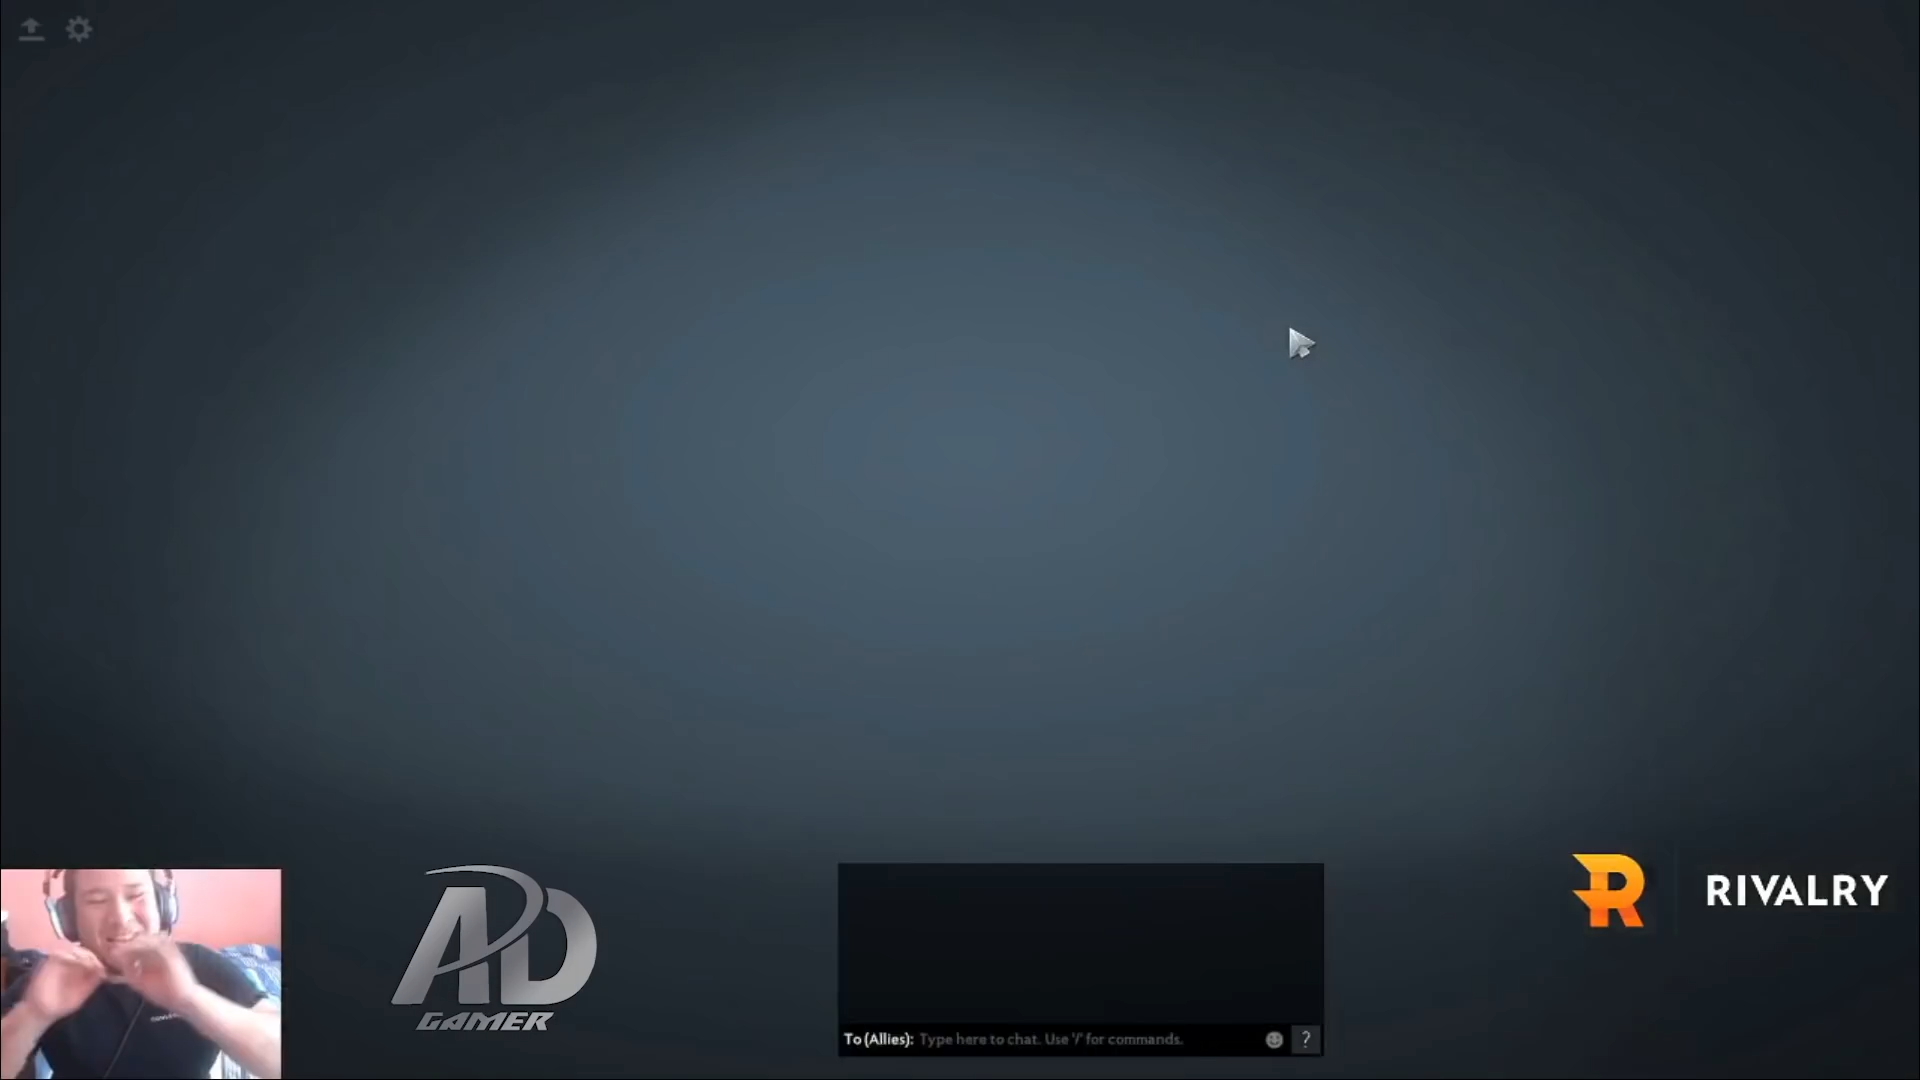 AD
GAMER
RIVALRY
To (Allies): Type here to chat. Use '/' for commands.
?